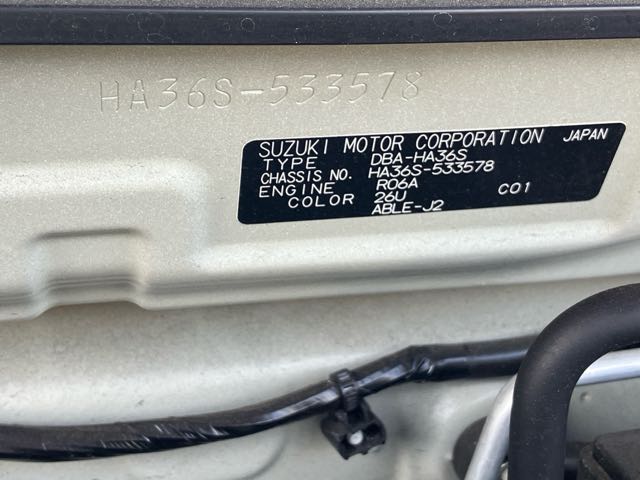 HA36S-533578
SUZUKI MOTOR CORPORATION JAPAN
TYPE DBA-HA36S
CHASSIS NO. HA36S-533578
ENGINE R06A C01
COLOR 26U
ABLE-J2